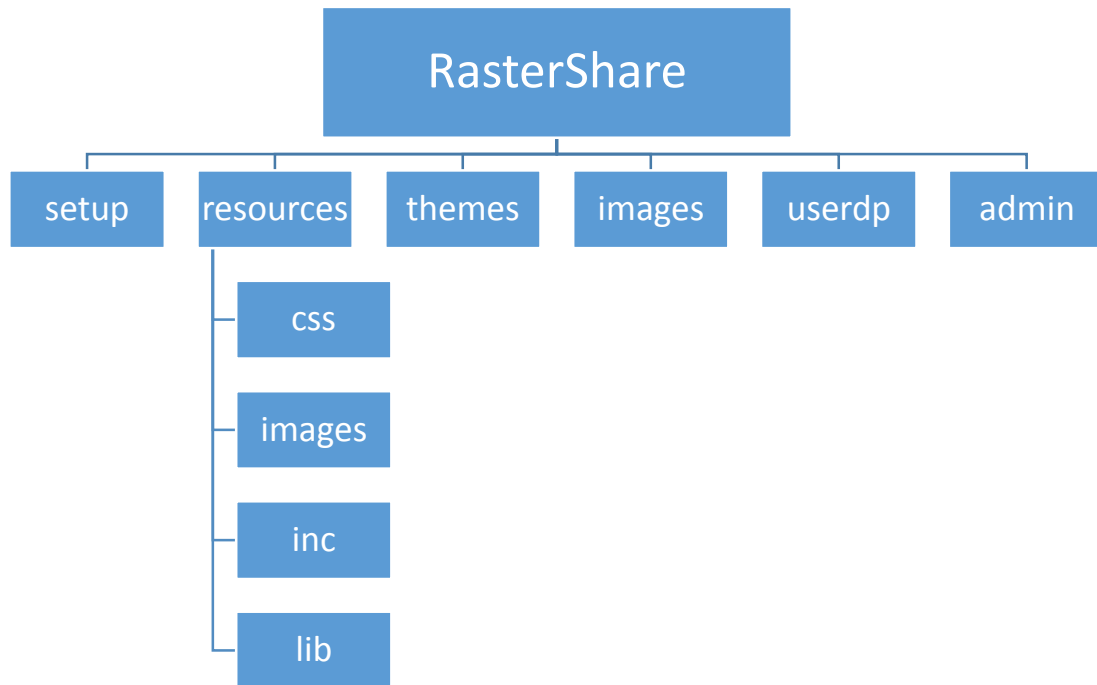 RasterShare
setup
resources
themes
images
userdp
admin
css
images
inc
lib